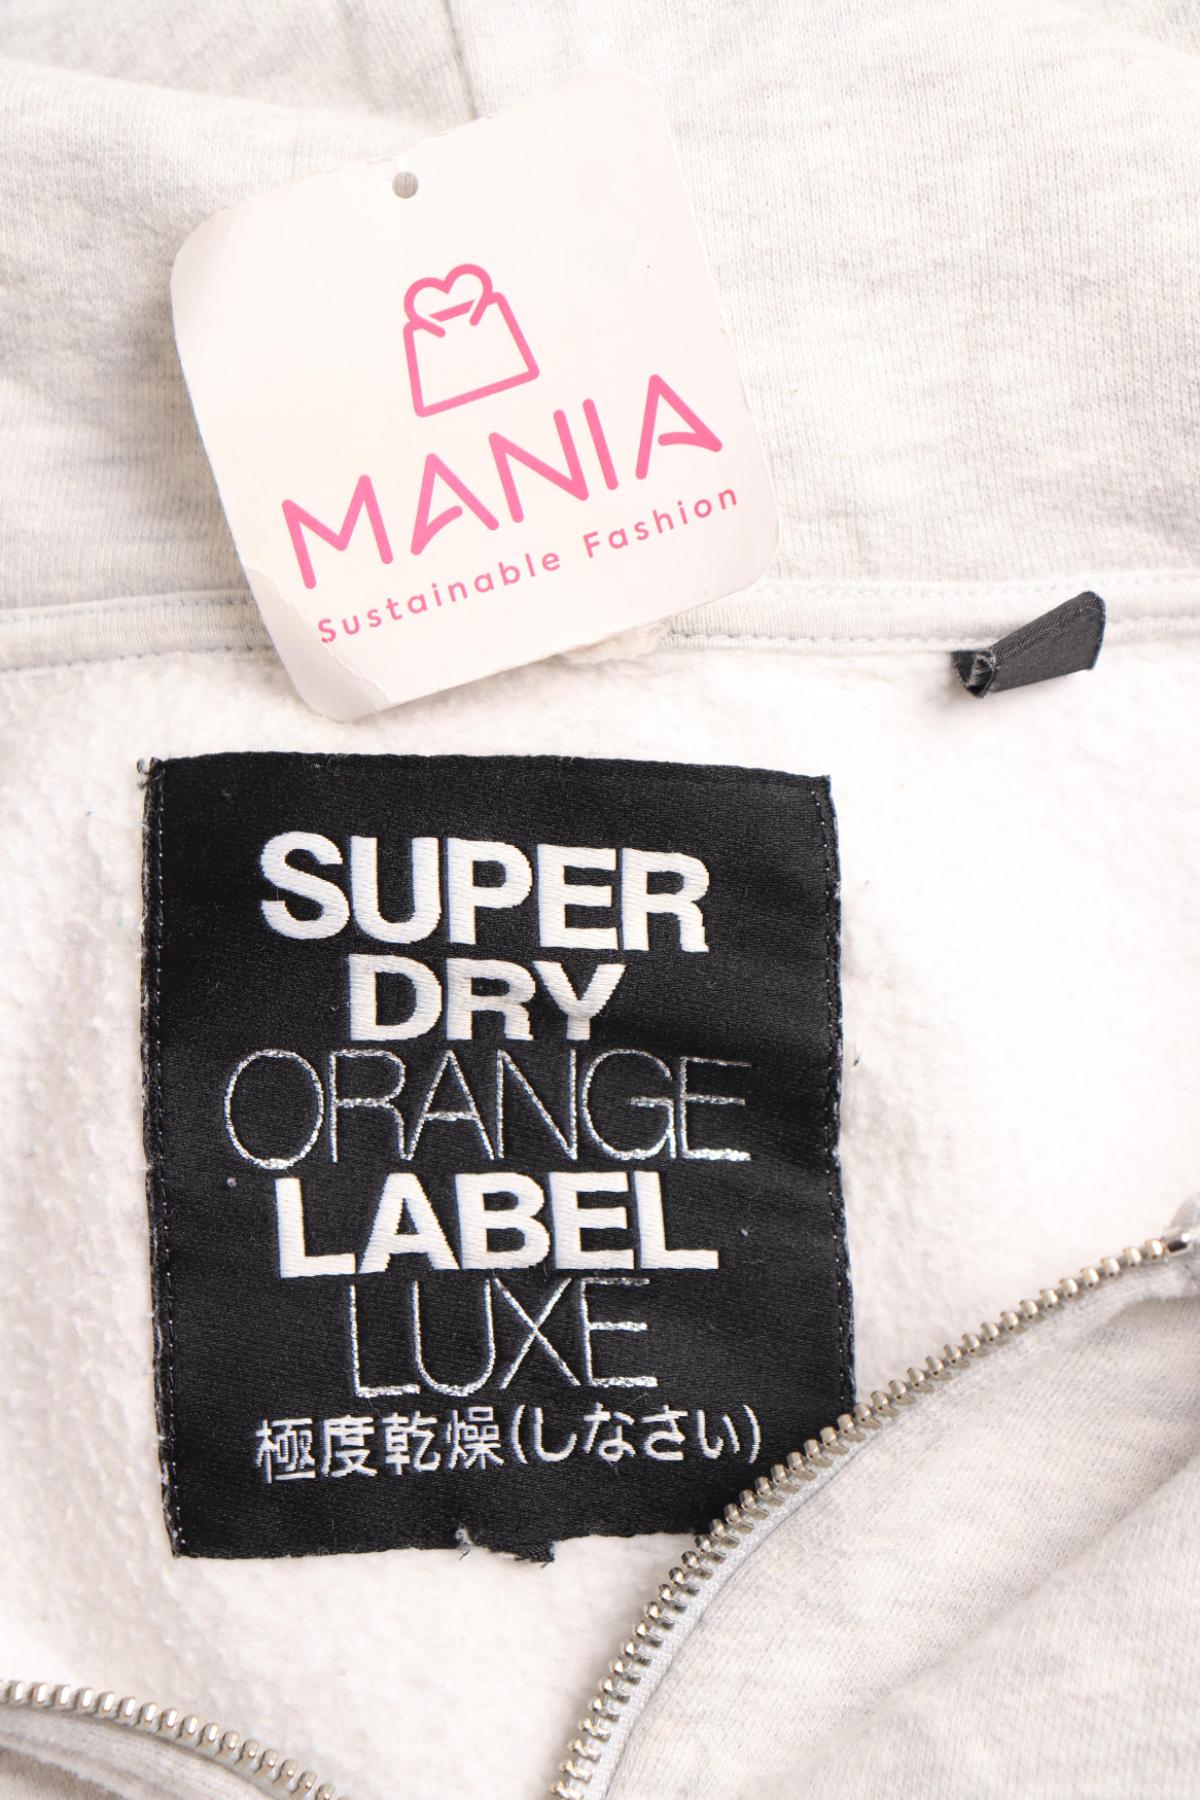 MANIA
Sustainable Fashion
SUPER
DRY
ORANGE
LABEL
LUXE
極度乾燥(しなさい)